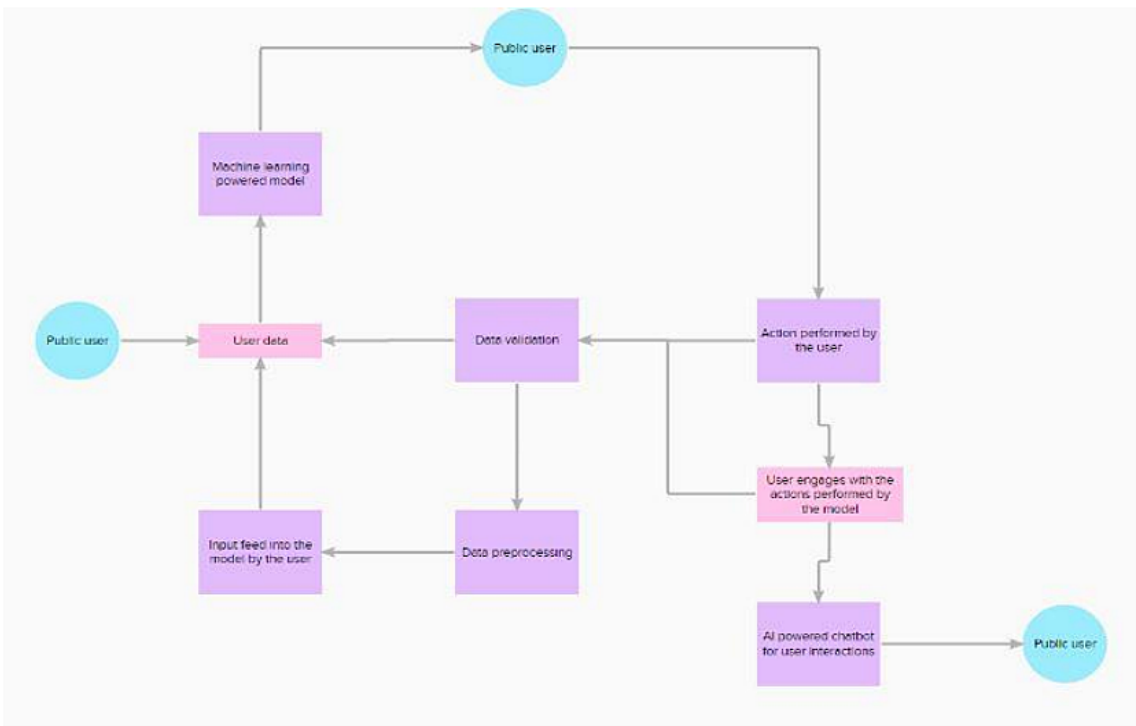 Public user
Machine learning
powered model
Public user
User data
Data validation
Action performed by
the user
User engages with the
actions performed by
the model
Input feed into the
model by the user
Data preprocessing
AI powered chatbot
for user interactions
Public user